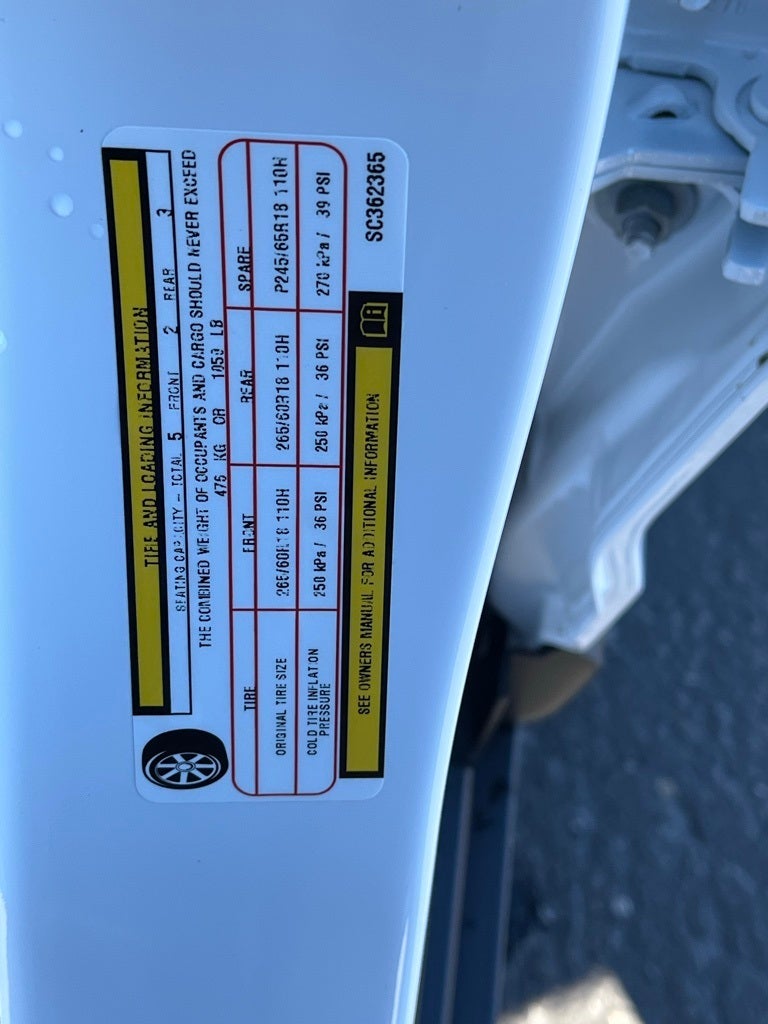 TIRE AND LOADING INFORMATION
SEATING CAPACITY – TOTAL 5 FRONT 2 REAR 3
THE COMBINED WEIGHT OF OCCUPANTS AND CARGO SHOULD NEVER EXCEED
475 KG OR 1050 LB
TIRE FRONT REAR SPARE
ORIGINAL TIRE SIZE 265/60R18 110H 265/60R18 110H P245/65R18 110H
COLD TIRE INFLATION PRESSURE 250 kPa / 36 PSI 250 kPa / 36 PSI 270 kPa / 39 PSI
SEE OWNERS MANUAL FOR ADDITIONAL INFORMATION
SC362365